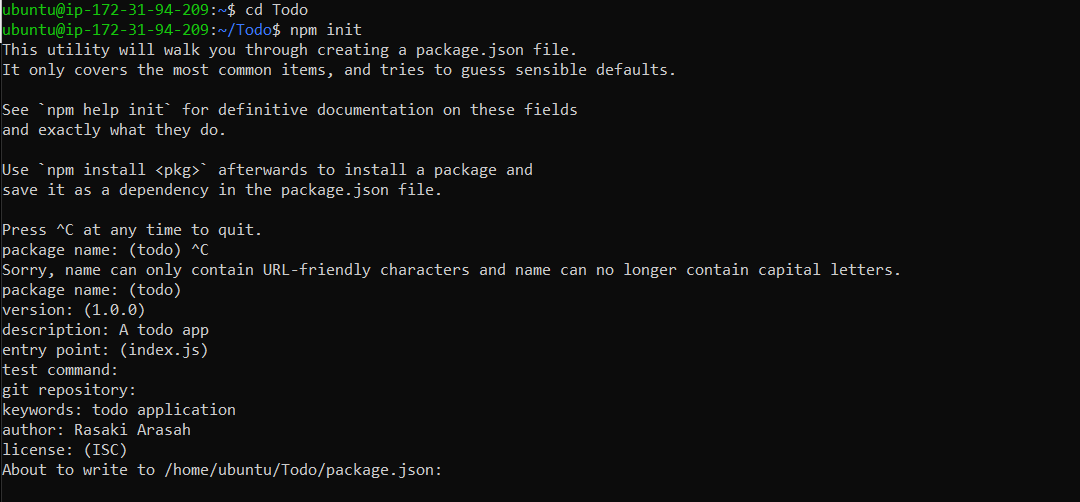 ubuntu@ip-172-31-94-209:~$ cd Todo
ubuntu@ip-172-31-94-209:~/Todo$ npm init
This utility will walk you through creating a package.json file.
It only covers the most common items, and tries to guess sensible defaults.
See `npm help init` for definitive documentation on these fields
and exactly what they do.
Use `npm install <pkg>` afterwards to install a package and
save it as a dependency in the package.json file.
Press ^C at any time to quit.
package name: (todo) ^C
Sorry, name can only contain URL-friendly characters and name can no longer contain capital letters.
package name: (todo)
version: (1.0.0)
description: A todo app
entry point: (index.js)
test command:
git repository:
keywords: todo application
author: Rasaki Arasah
license: (ISC)
About to write to /home/ubuntu/Todo/package.json: